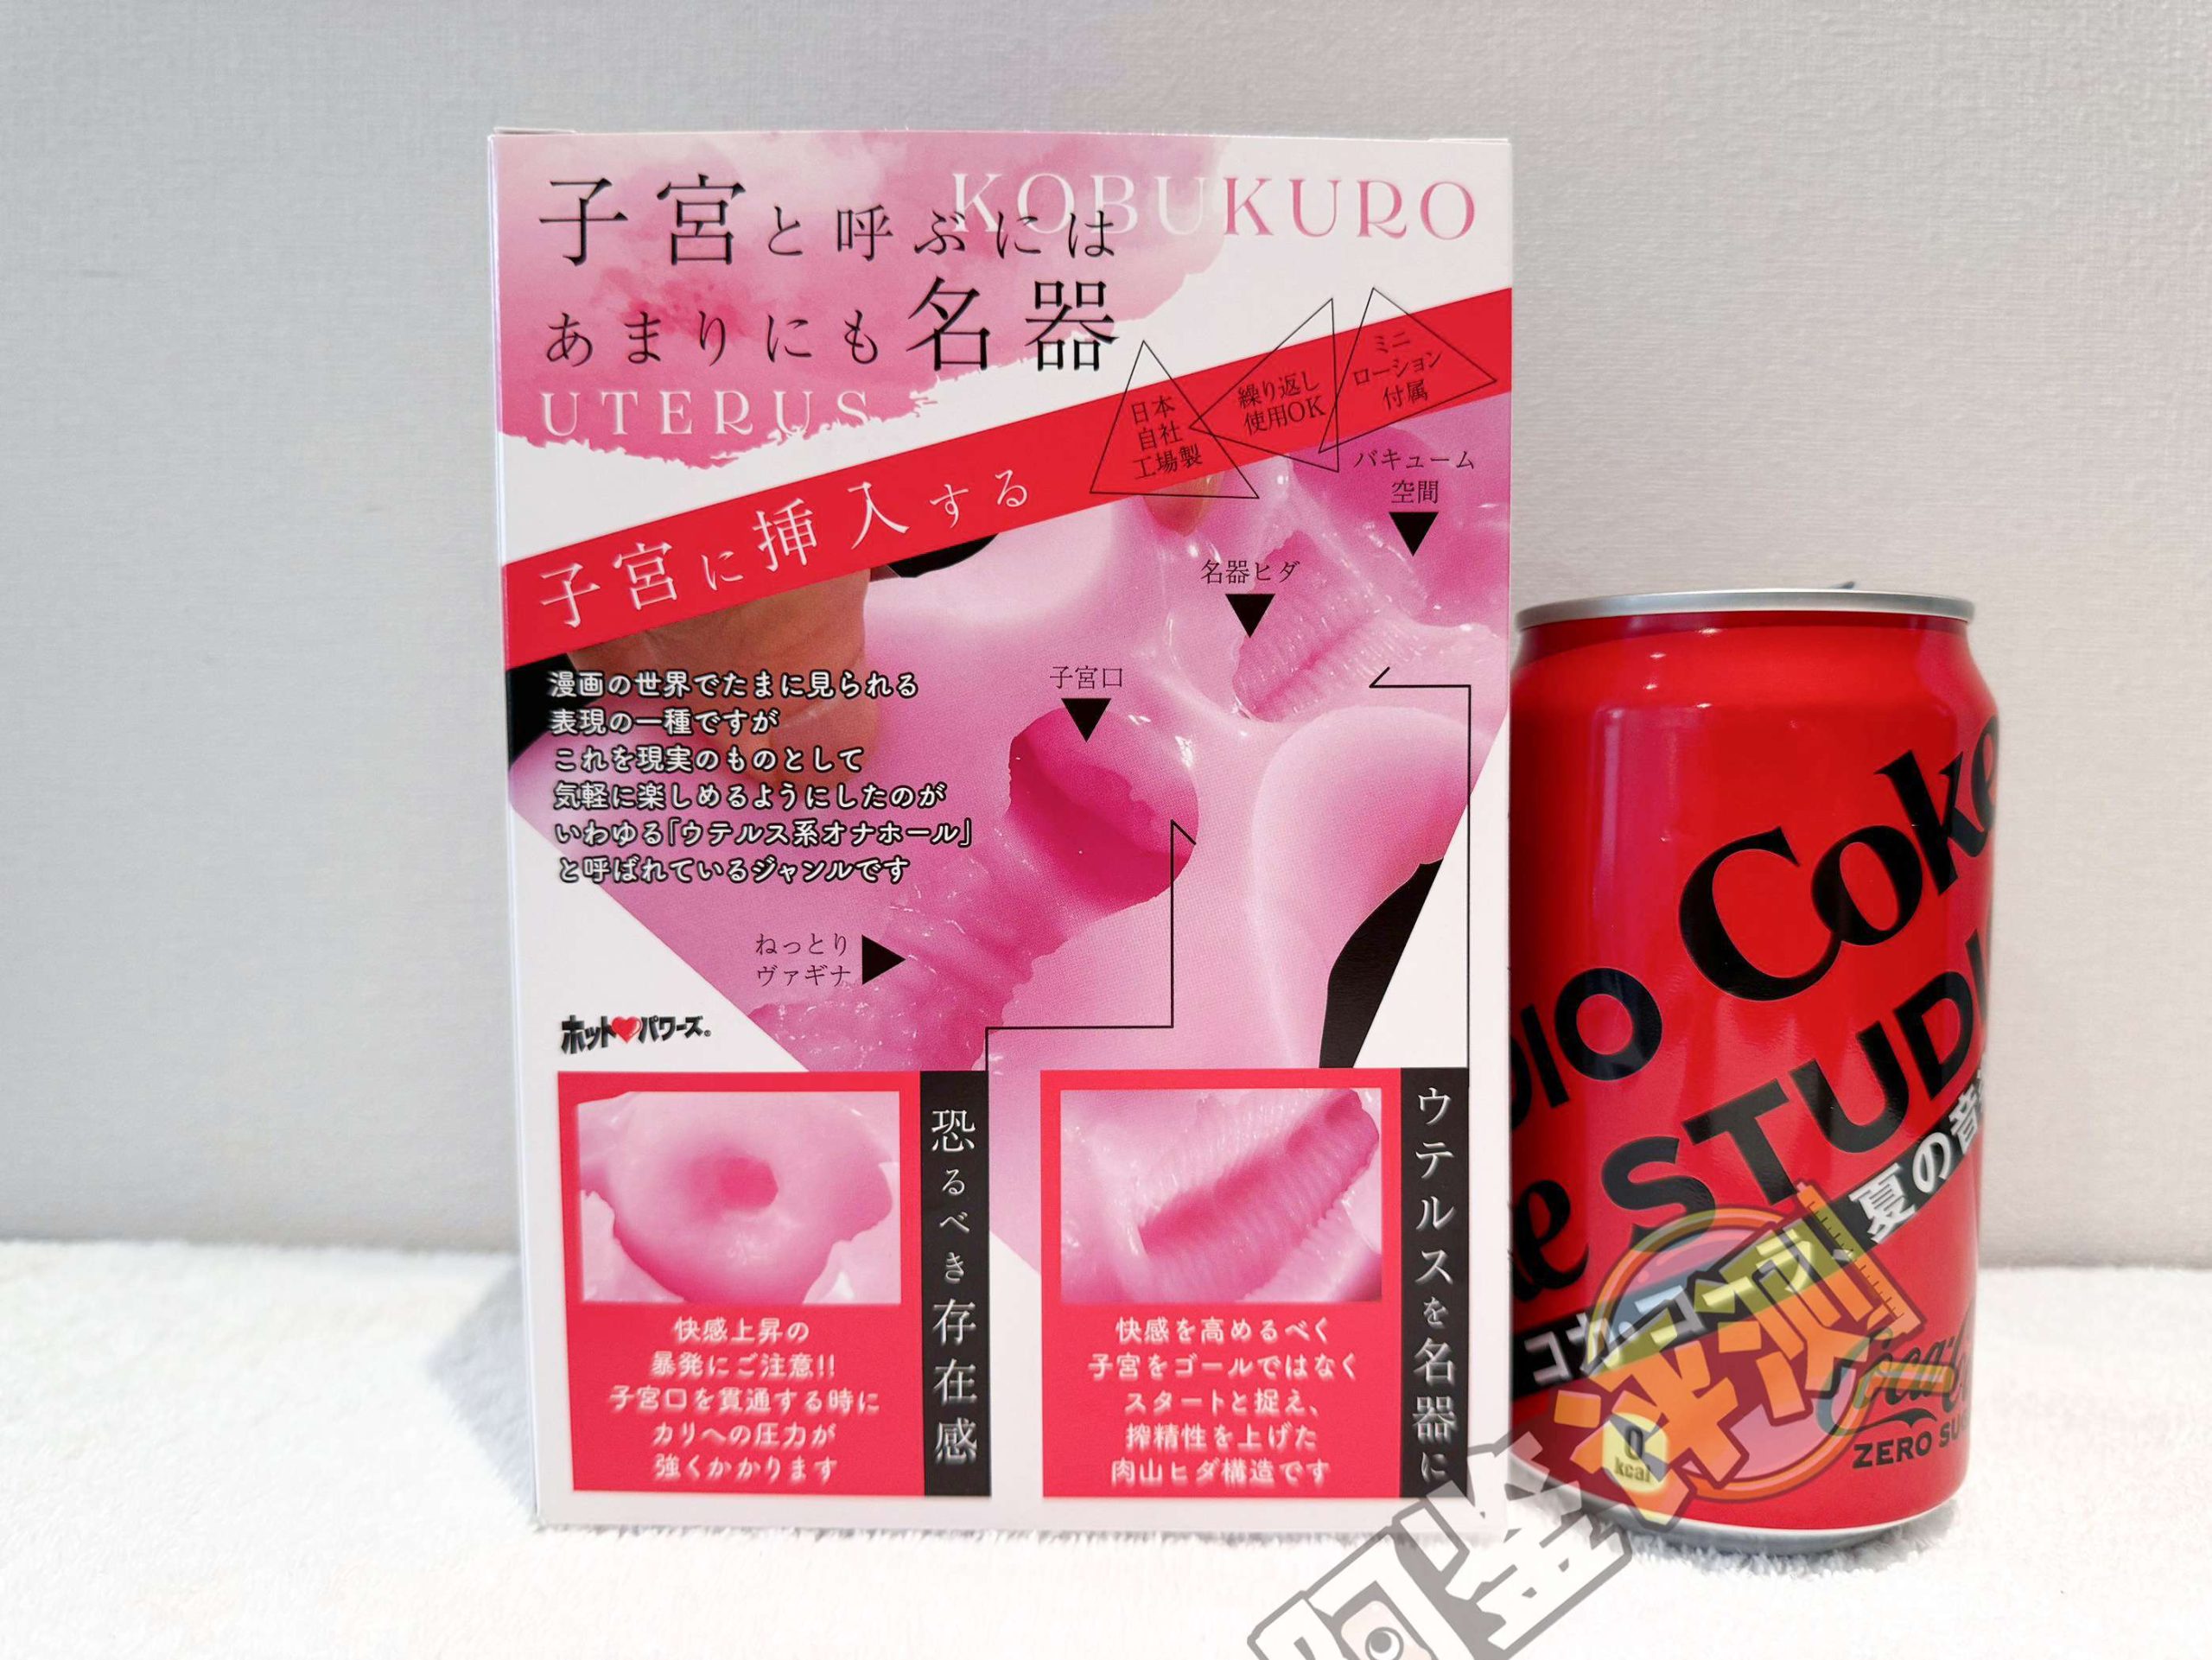 KOBUKURO
子宮と呼ぶには
あまりにも名器
UTERUS
日本
自社
工場製
繰り返し
使用OK
ミニ
ローション
付属
子宮に挿入する
バキューム
空間
名器ヒダ
子宮口
漫画の世界でたまに見られる
表現の一種ですが
これを現実のものとして
気軽に楽しめるようにしたのが
いわゆる「ウテルス系オナホール」
と呼ばれているジャンルです
ねっとり
ヴァギナ
ホット パワーズ
恐るべき存在感
快感上昇の
暴発にご注意!!
子宮口を貫通する時に
カリへの圧力が
強くかかります
ウテルスを名器に
快感を高めるべく
子宮をゴールではなく
スタートと捉え、
搾精性を上げた
肉山ヒダ構造です
Coke
DIO
STUDI
夏の音
コカ・コーラ
0
kcal
ZERO SU
阿鉴评测